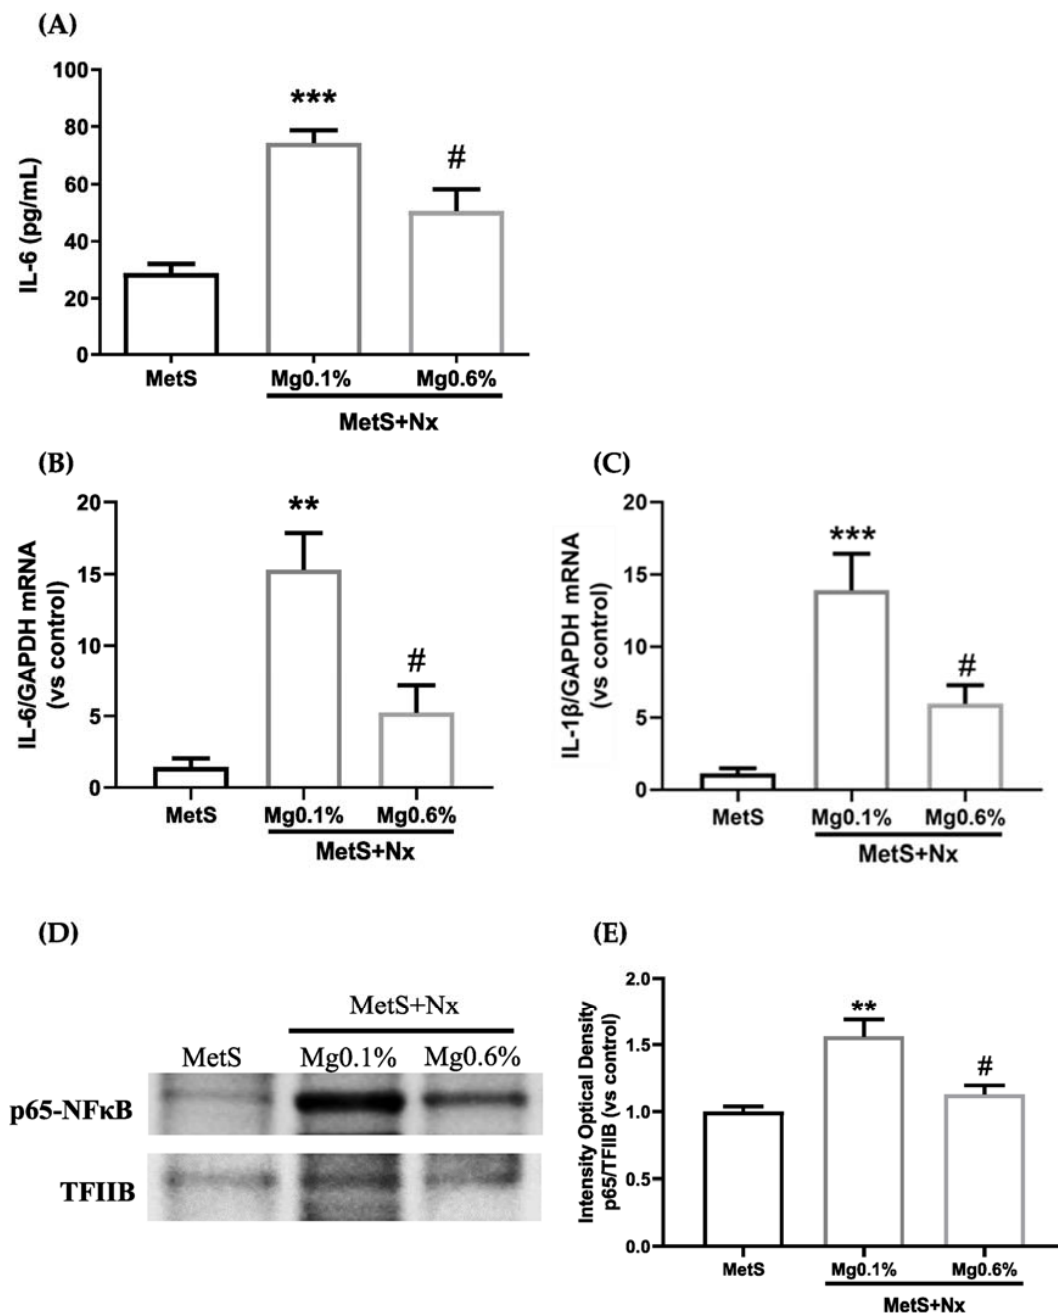 (A)
IL-6 (pg/mL)
100
80
60
40
20
0
***
#
MetS
Mg0.1%
Mg0.6%
MetS+Nx
(B)
IL-6/GAPDH mRNA
(vs control)
20
15
10
5
0
**
#
MetS
Mg0.1%
Mg0.6%
MetS+Nx
(C)
IL-1β/GAPDH mRNA
(vs control)
20
15
10
5
0
***
#
MetS
Mg0.1%
Mg0.6%
MetS+Nx
(D)
MetS+Nx
MetS
Mg0.1%
Mg0.6%
p65-NFκB
TFIIB
(E)
Intensity Optical Density
p65/TFIIB (vs control)
2.0
1.5
1.0
0.5
0.0
**
#
MetS
Mg0.1%
Mg0.6%
MetS+Nx